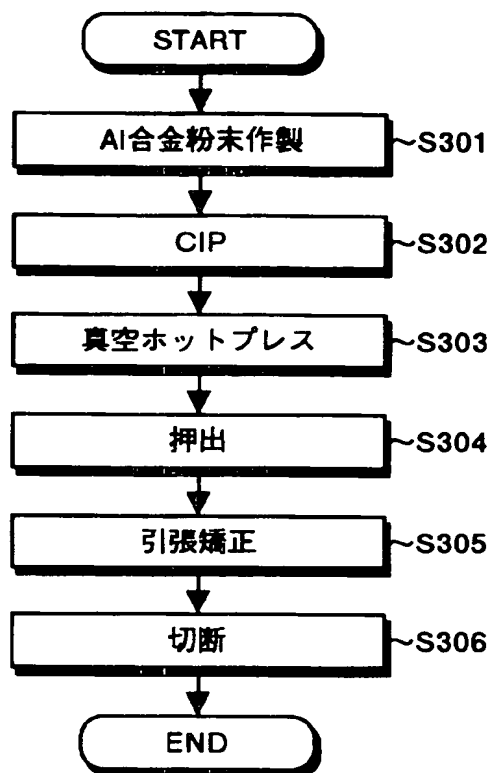 START
Al合金粉末作製 ~S301
CIP ~S302
真空ホットプレス ~S303
押出 ~S304
引張矯正 ~S305
切断 ~S306
END